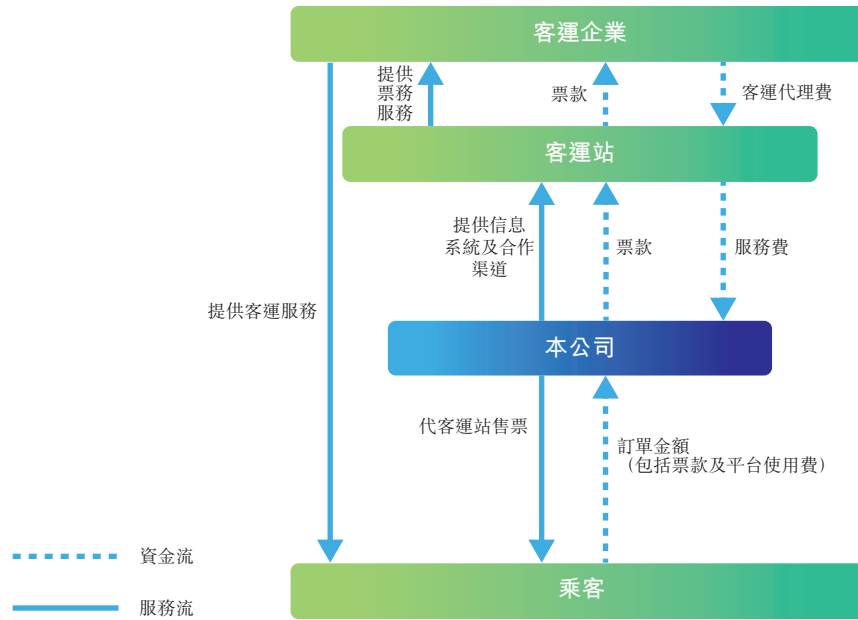 客運企業
提供
票務
服務
票款
客運代理費
客運站
提供信息
系統及合作
渠道
票款
服務費
提供客運服務
本公司
代客運站售票
訂單金額
（包括票款及平台使用費）
資金流
乘客
服務流